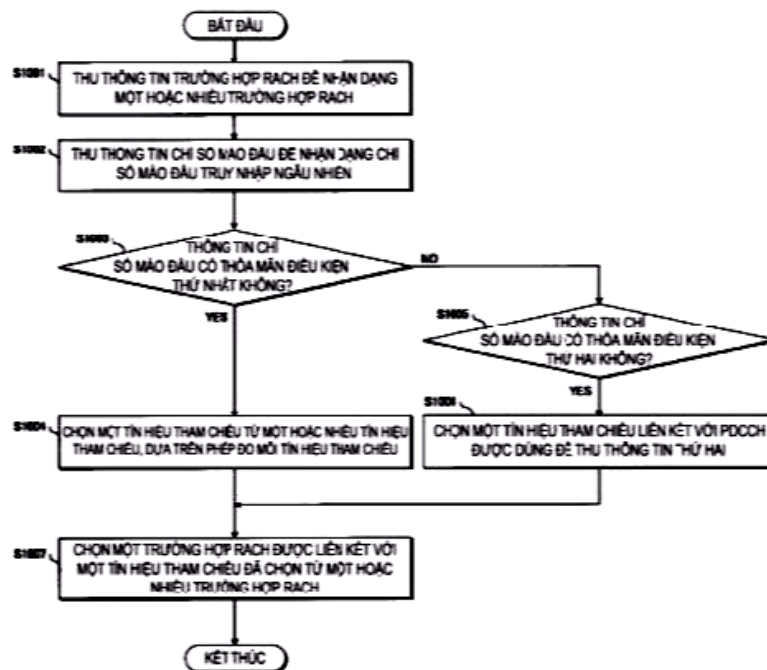 BẮT ĐẦU
S1001
THU THÔNG TIN TRƯỜNG HỢP RACH ĐỂ NHẬN DẠNG
MỘT HOẶC NHIỀU TRƯỜNG HỢP RACH
S1002
THU THÔNG TIN CHỈ SỐ MÀO ĐẦU ĐỂ NHẬN DẠNG CHỈ
SỐ MÀO ĐẦU TRUY NHẬP NGẪU NHIÊN
S1003
THÔNG TIN CHỈ
SỐ MÀO ĐẦU CÓ THỎA MÃN ĐIỀU KIỆN
THỨ NHẤT KHÔNG?
NO
YES
S1005
THÔNG TIN CHỈ
SỐ MÀO ĐẦU CÓ THỎA MÃN ĐIỀU KIỆN
THỨ HAI KHÔNG?
YES
S1004
CHỌN MỘT TÍN HIỆU THAM CHIẾU TỪ MỘT HOẶC NHIỀU TÍN HIỆU
THAM CHIẾU, DỰA TRÊN PHÉP ĐO MỖI TÍN HIỆU THAM CHIẾU
CHỌN MỘT TÍN HIỆU THAM CHIẾU LIÊN KẾT VỚI PDCCH
ĐƯỢC DÙNG ĐỂ THU THÔNG TIN THỨ HAI
S1007
CHỌN MỘT TRƯỜNG HỢP RACH ĐƯỢC LIÊN KẾT VỚI
MỘT TÍN HIỆU THAM CHIẾU ĐÃ CHỌN TỪ MỘT HOẶC
NHIỀU TRƯỜNG HỢP RACH
KẾT THÚC